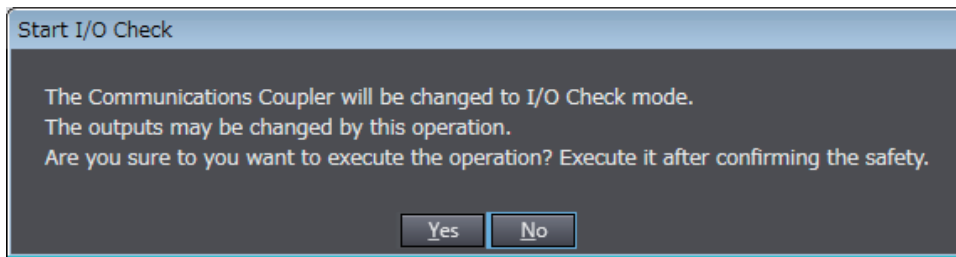 Start I/O Check
The Communications Coupler will be changed to I/O Check mode.
The outputs may be changed by this operation.
Are you sure to you want to execute the operation? Execute it after confirming the safety.
Yes No